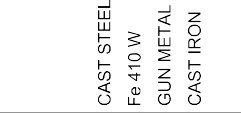 CAST STEEL
Fe 410 W
GUN METAL
CAST IRON